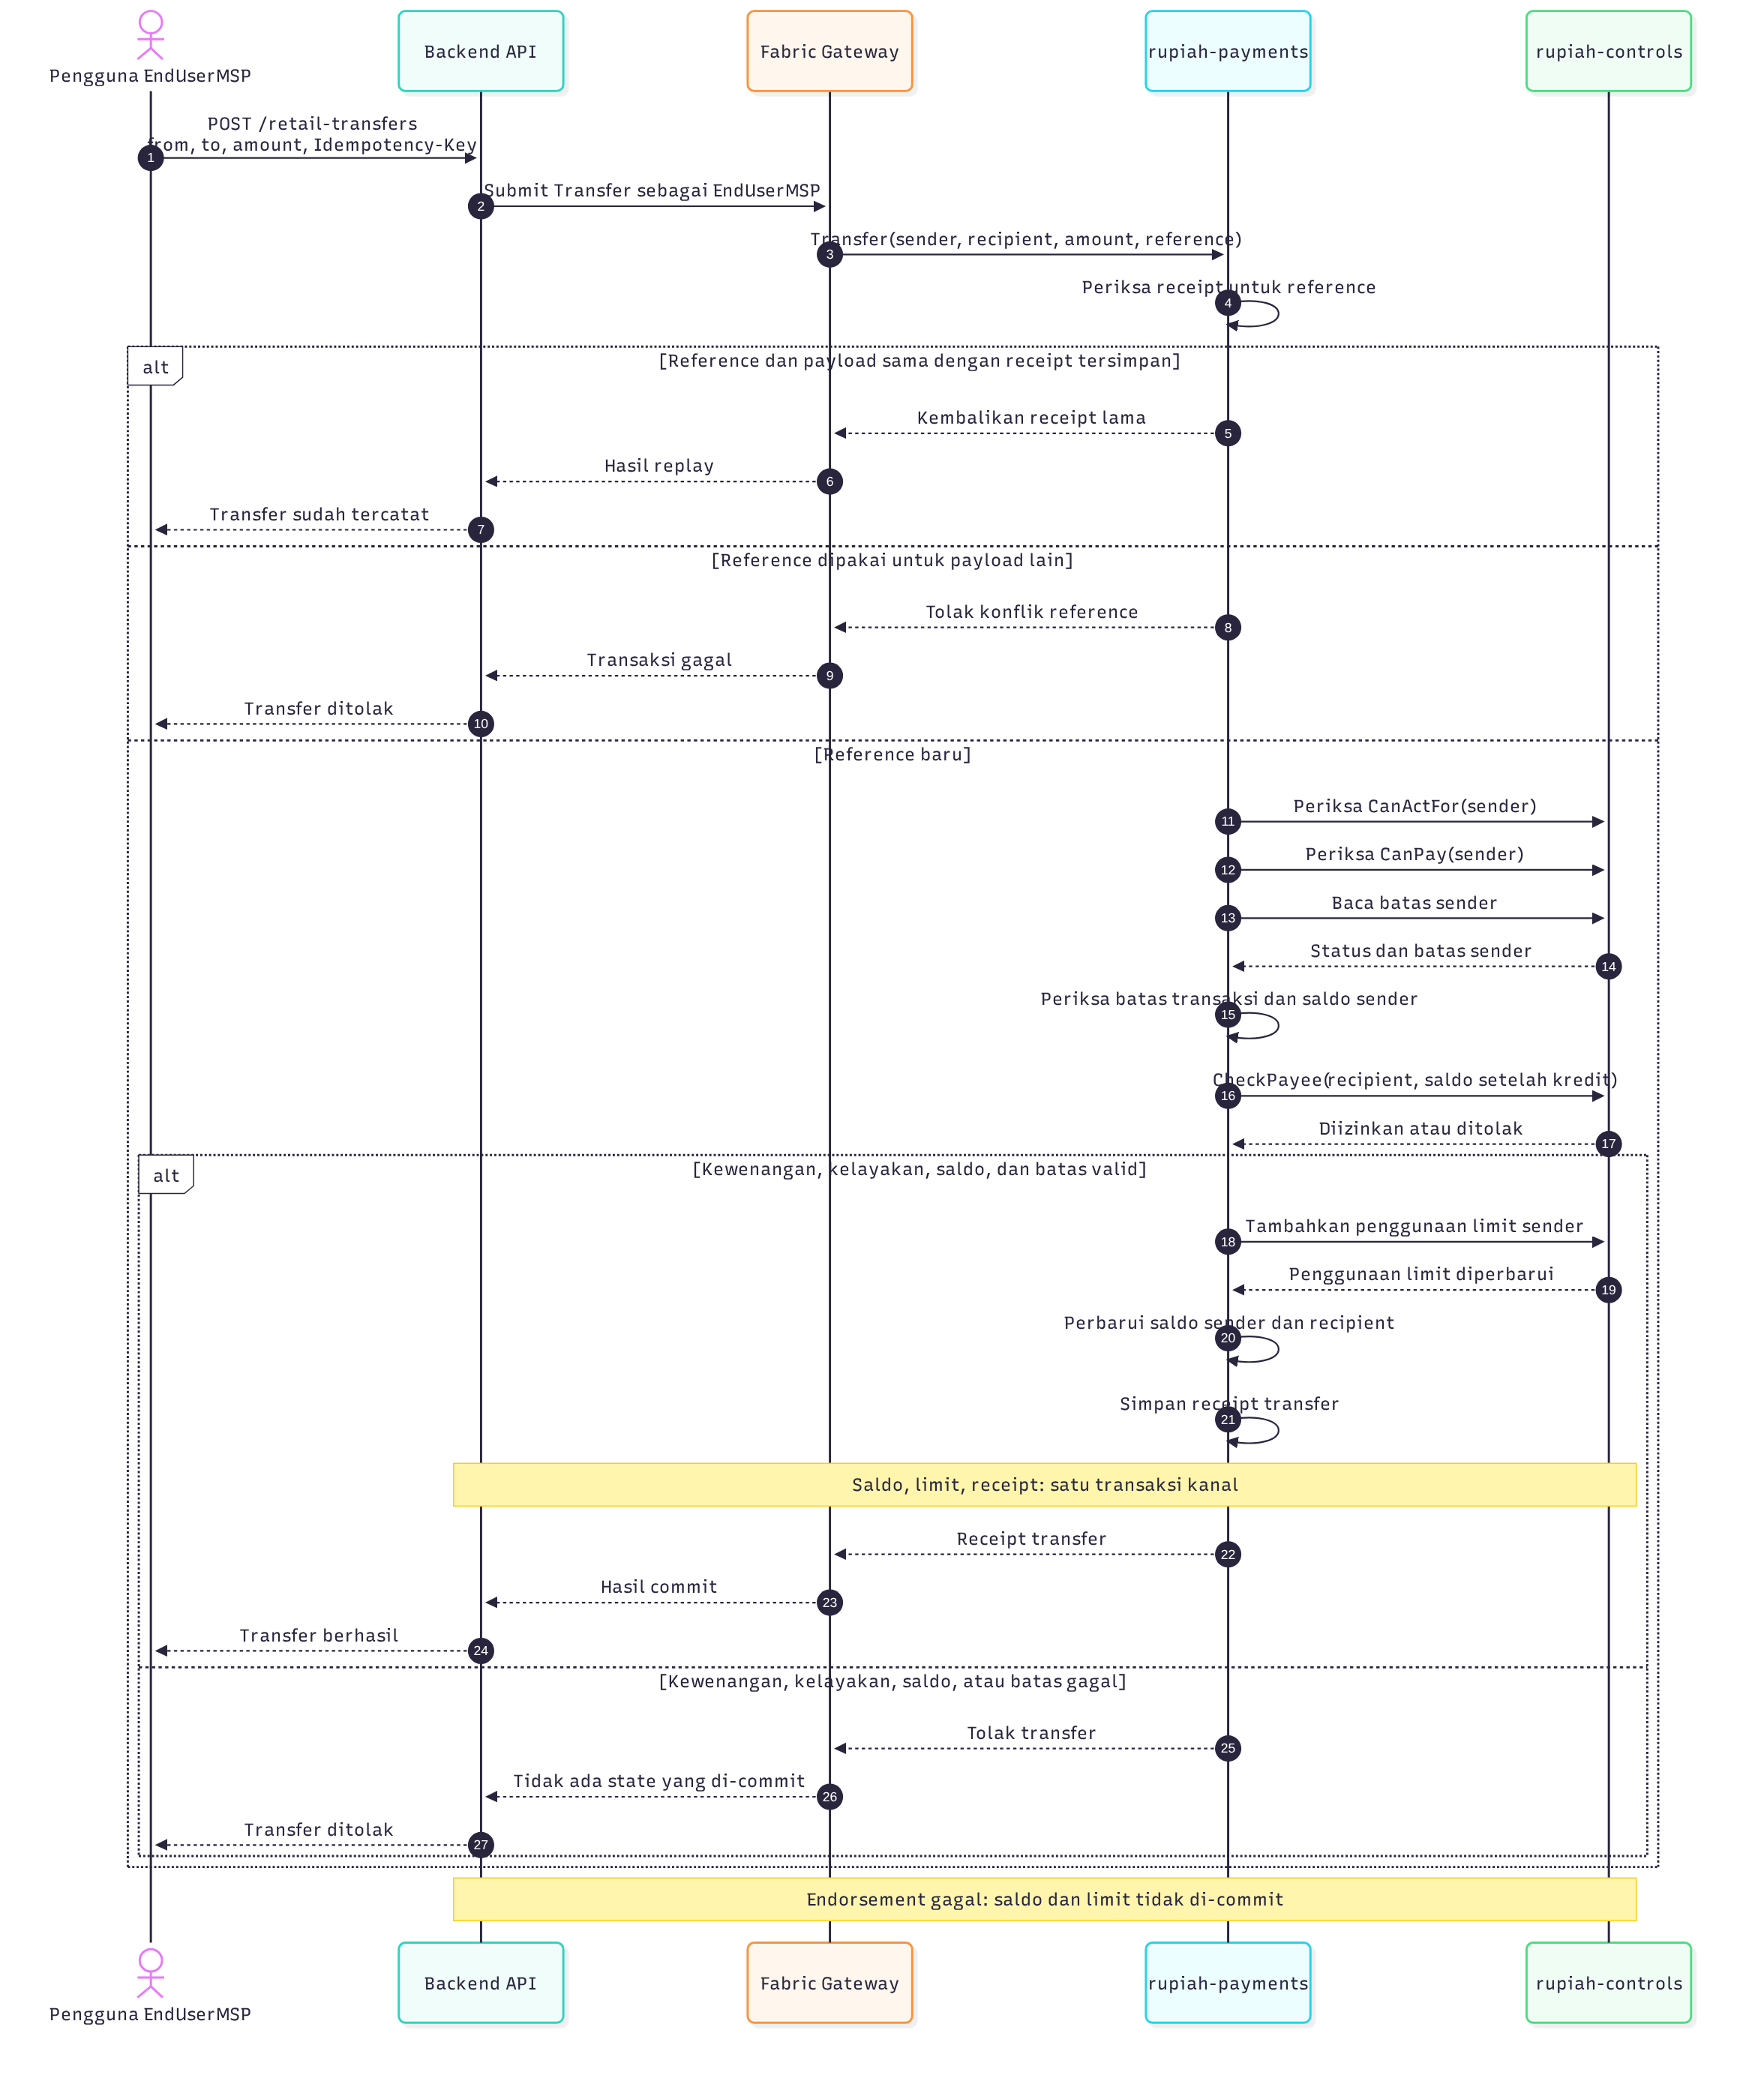 Pengguna EndUserMSP
Backend API
Fabric Gateway
rupiah-payments
rupiah-controls
POST /retail-transfers
from, to, amount, Idempotency-Key
1
Submit Transfer sebagai EndUserMSP
2
Transfer(sender, recipient, amount, reference)
3
Periksa receipt untuk reference
4
alt
[Reference dan payload sama dengan receipt tersimpan]
Kembalikan receipt lama
5
Hasil replay
6
Transfer sudah tercatat
7
[Reference dipakai untuk payload lain]
Tolak konflik reference
8
Transaksi gagal
9
Transfer ditolak
10
[Reference baru]
Periksa CanActFor(sender)
11
Periksa CanPay(sender)
12
Baca batas sender
13
Status dan batas sender
14
Periksa batas transaksi dan saldo sender
15
CheckPayee(recipient, saldo setelah kredit)
16
Diizinkan atau ditolak
17
alt
[Kewenangan, kelayakan, saldo, dan batas valid]
Tambahkan penggunaan limit sender
18
Penggunaan limit diperbarui
19
Perbarui saldo sender dan recipient
20
Simpan receipt transfer
21
Saldo, limit, receipt: satu transaksi kanal
Receipt transfer
22
Hasil commit
23
Transfer berhasil
24
[Kewenangan, kelayakan, saldo, atau batas gagal]
Tolak transfer
25
Tidak ada state yang di-commit
26
Transfer ditolak
27
Endorsement gagal: saldo dan limit tidak di-commit
Pengguna EndUserMSP
Backend API
Fabric Gateway
rupiah-payments
rupiah-controls